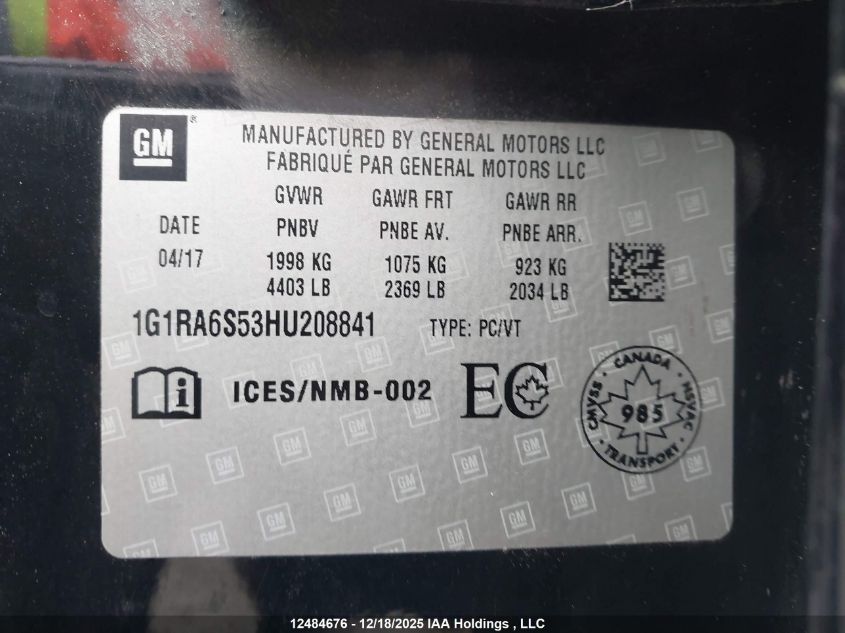 GM
MANUFACTURED BY GENERAL MOTORS LLC
FABRIQUÉ PAR GENERAL MOTORS LLC
GVWR GAWR FRT GAWR RR
DATE PNBV PNBE AV. PNBE ARR.
04/17 1998 KG 1075 KG 923 KG
4403 LB 2369 LB 2034 LB
1G1RA6S53HU208841 TYPE: PC/VT
ICES/NMB-002 EC
CANADA
CMVSS 985 NSVAC
TRANSPORT
12484676 - 12/18/2025 IAA Holdings , LLC